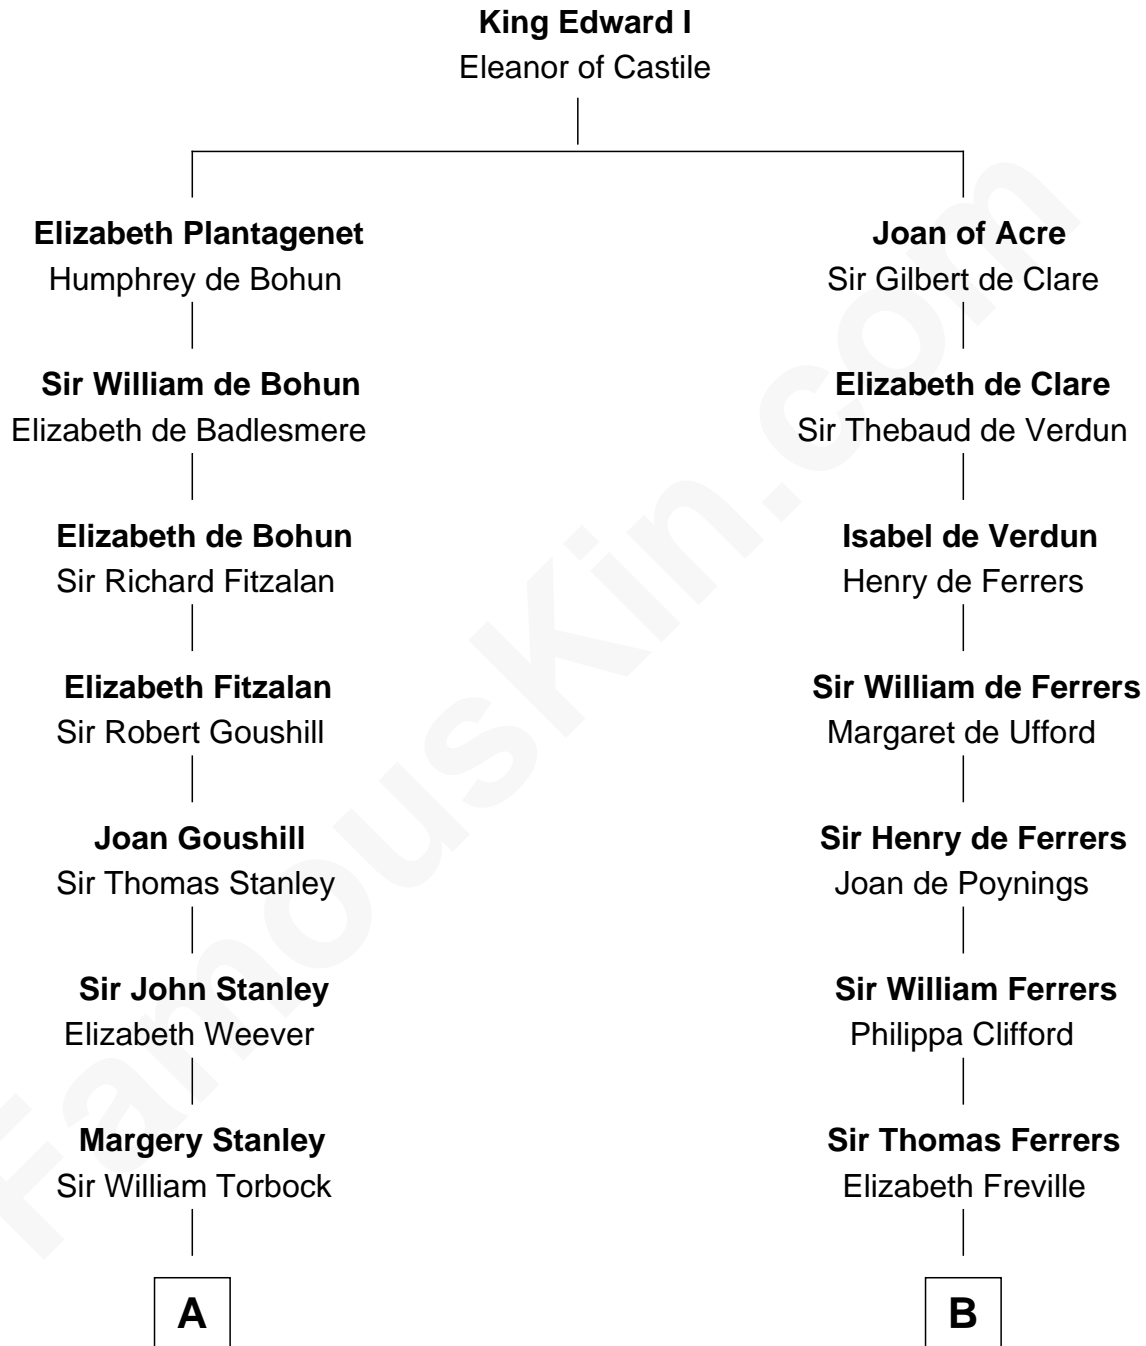 King Edward I
Eleanor of Castile
Elizabeth Plantagenet
Humphrey de Bohun
Joan of Acre
Sir Gilbert de Clare
Sir William de Bohun
Elizabeth de Badlesmere
Elizabeth de Clare
Sir Thebaud de Verdun
Elizabeth de Bohun
Sir Richard Fitzalan
Isabel de Verdun
Henry de Ferrers
Elizabeth Fitzalan
Sir Robert Goushill
Sir William de Ferrers
Margaret de Ufford
Joan Goushill
Sir Thomas Stanley
Sir Henry de Ferrers
Joan de Poynings
Sir John Stanley
Elizabeth Weever
Sir William Ferrers
Philippa Clifford
Margery Stanley
Sir William Torbock
Sir Thomas Ferrers
Elizabeth Freville
A
B
FamousKin.com